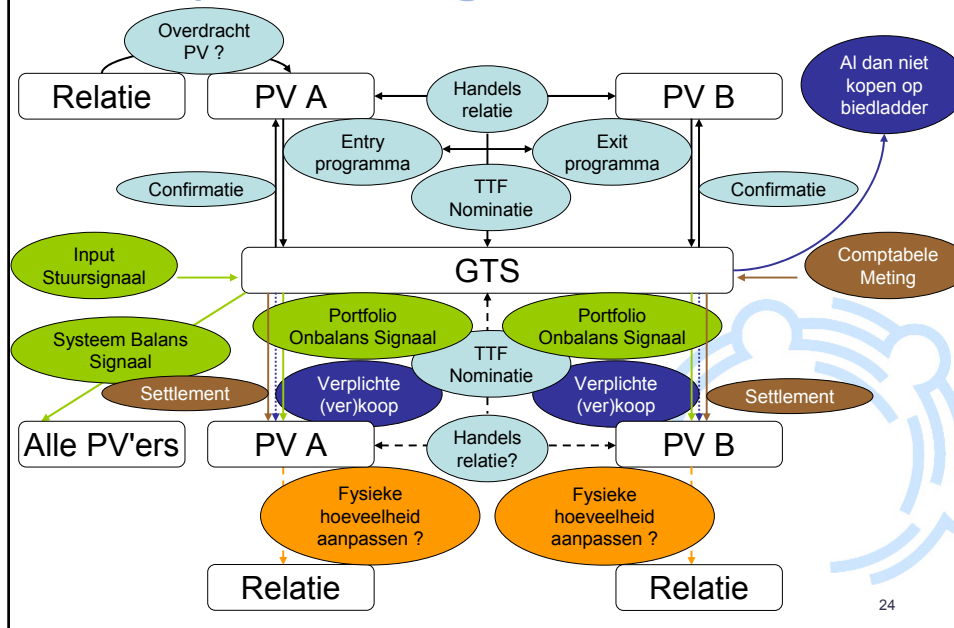 Overdracht
PV ?
Relatie
PV A
Handels
relatie
PV B
Al dan niet
kopen op
biedladder
Entry
programma
Exit
programma
Confirmatie
TTF
Nominatie
Confirmatie
Input
Stuursignaal
GTS
Comptabele
Meting
Portfolio
Onbalans Signaal
Portfolio
Onbalans Signaal
Systeem Balans
Signaal
TTF
Nominatie
Settlement
Verplichte
(ver)koop
Verplichte
(ver)koop
Settlement
Alle PV'ers
PV A
Handels
relatie?
PV B
Fysieke
hoeveelheid
aanpassen ?
Fysieke
hoeveelheid
aanpassen ?
Relatie
Relatie
24